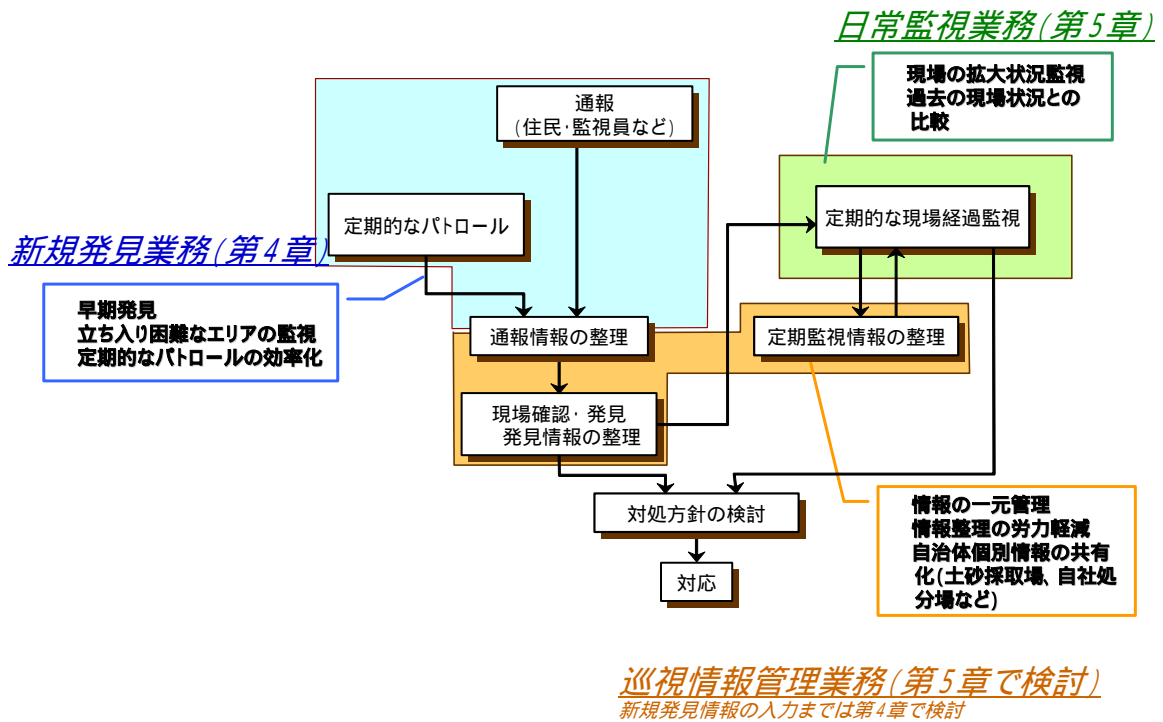 日常監視業務(第5章)
現場の拡大状況監視
過去の現場状況との
比較
通報
(住民・監視員など)
定期的なパトロール
定期的な現場経過監視
新規発見業務(第4章)
早期発見
立ち入り困難なエリアの監視
定期的なパトロールの効率化
通報情報の整理
定期監視情報の整理
現場確認・発見
発見情報の整理
対処方針の検討
対応
情報の一元管理
情報整理の労力軽減
自治体個別情報の共有
化(土砂採取場、自社処
分場など)
巡視情報管理業務(第5章で検討)
新規発見情報の入力までは第4章で検討